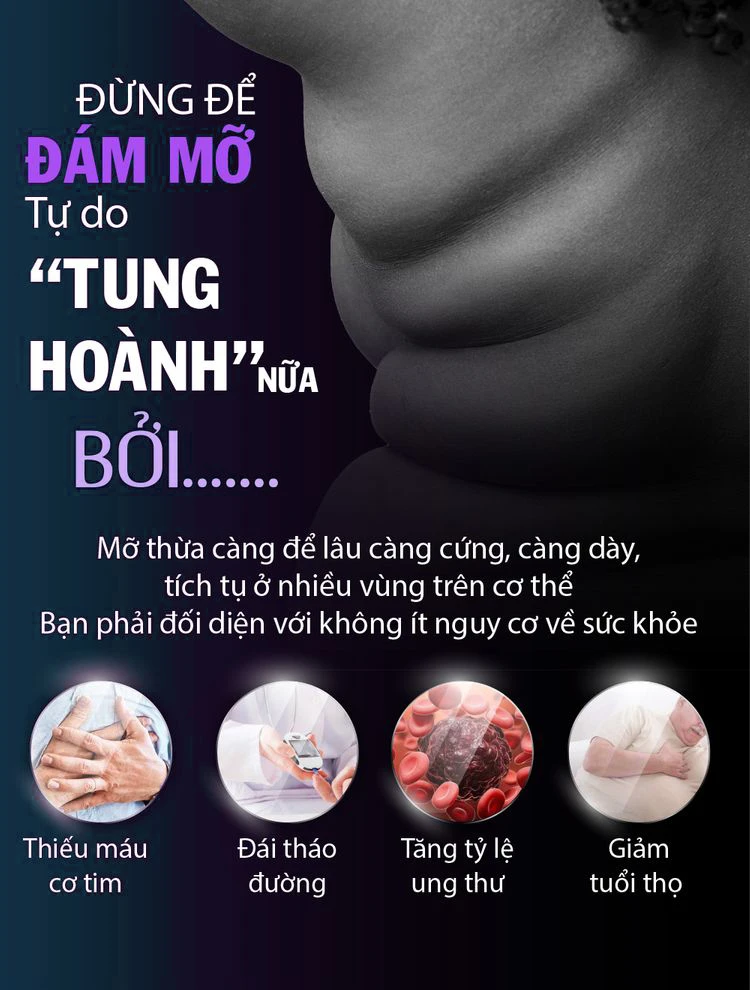 ĐỪNG ĐỂ
ĐÁM MỠ
Tự do
“TUNG
HOÀNH” NỮA
BỞI.......
Mỡ thừa càng để lâu càng cứng, càng dày,
tích tụ ở nhiều vùng trên cơ thể
Bạn phải đối diện với không ít nguy cơ về sức khỏe
Thiếu máu
cơ tim
Đái tháo
đường
Tăng tỷ lệ
ung thư
Giảm
tuổi thọ